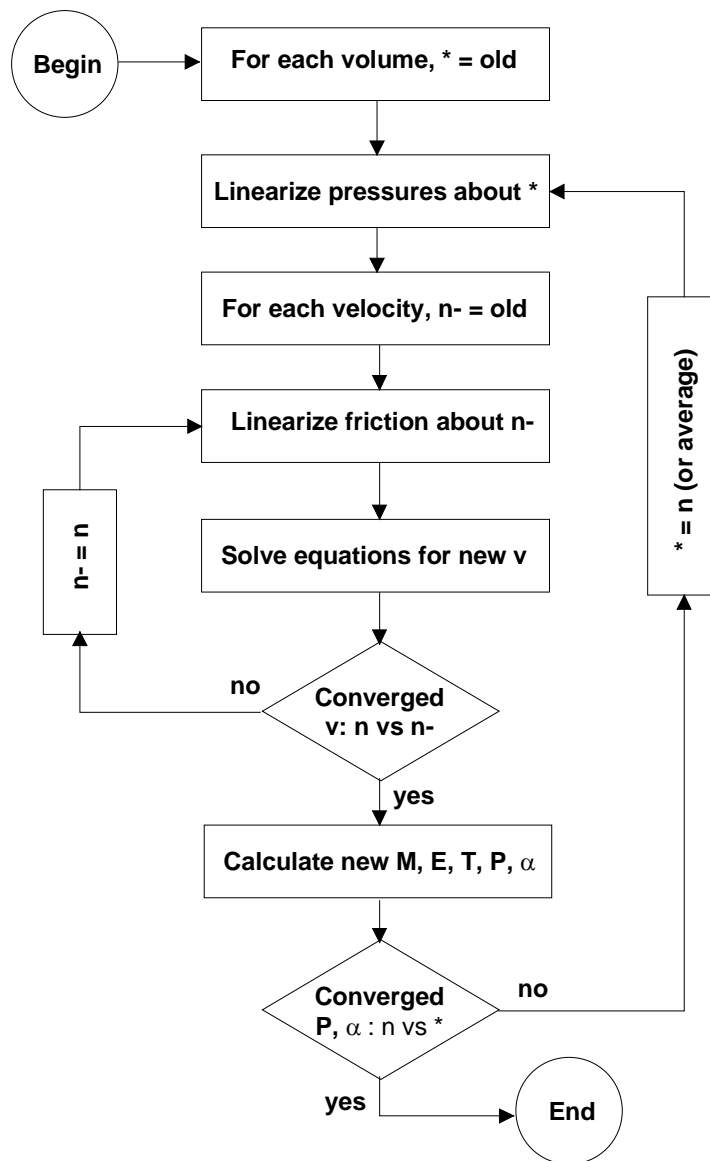 Begin
For each volume, * = old
Linearize pressures about *
For each velocity, n- = old
Linearize friction about n-
n- = n
* = n (or average)
Solve equations for new v
no
Converged
v: n vs n-
yes
Calculate new M, E, T, P, α
Converged
P, α : n vs *
no
yes
End